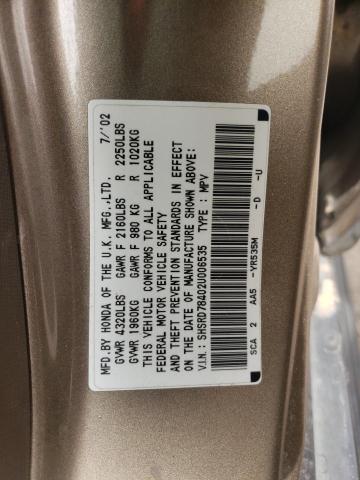 MFD.BY HONDA OF THE U.K. MFG.,LTD. 7/'02
GVWR 4320LBS GAWR F 2160LBS R 2250LBS
GVWR 1960KG GAWR F 980 KG R 1020KG
THIS VEHICLE CONFORMS TO ALL APPLICABLE
FEDERAL MOTOR VEHICLE SAFETY
AND THEFT PREVENTION STANDARDS IN EFFECT
ON THE DATE OF MANUFACTURE SHOWN ABOVE:
V.I.N.: SHSRD78402U006535 TYPE: MPV
SCA 2 AA5 -YR535M -D -U